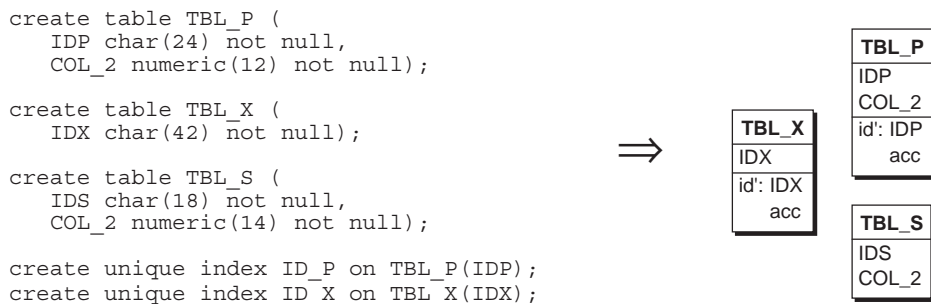 create table TBL_P (
IDP char(24) not null,
COL_2 numeric(12) not null);
create table TBL_X (
IDX char(42) not null);
create table TBL_S (
IDS char(18) not null,
COL_2 numeric(14) not null);
create unique index ID_P on TBL_P(IDP);
create unique index ID_X on TBL_X(IDX);
⇒
TBL_X
IDX
id': IDX
acc
TBL_P
IDP
COL_2
id': IDP
acc
TBL_S
IDS
COL_2